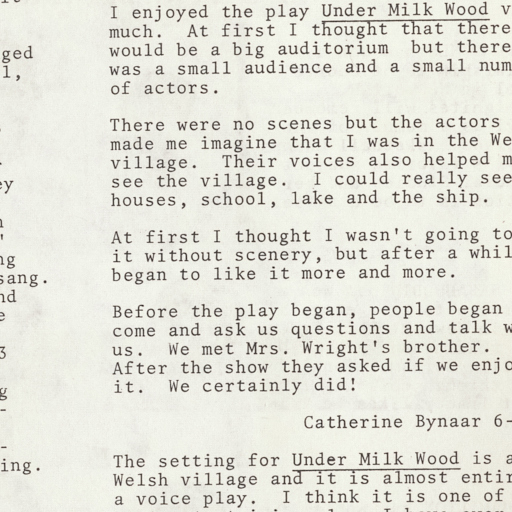 ged
l,
ey
ng
sang.
nd
e
3
g
-
-
ing.
I enjoyed the play Under Milk Wood v
much.  At first I thought that there
would be a big auditorium  but there
was a small audience and a small num
of actors.
There were no scenes but the actors
made me imagine that I was in the We
village.  Their voices also helped m
see the village.  I could really see
houses, school, lake and the ship.
At first I thought I wasn't going to
it without scenery, but after a whil
began to like it more and more.
Before the play began, people began
come and ask us questions and talk w
us.  We met Mrs. Wright's brother.
After the show they asked if we enjo
it.  We certainly did!
Catherine Bynaar 6-
The setting for Under Milk Wood is a
Welsh village and it is almost entir
a voice play.  I think it is one of